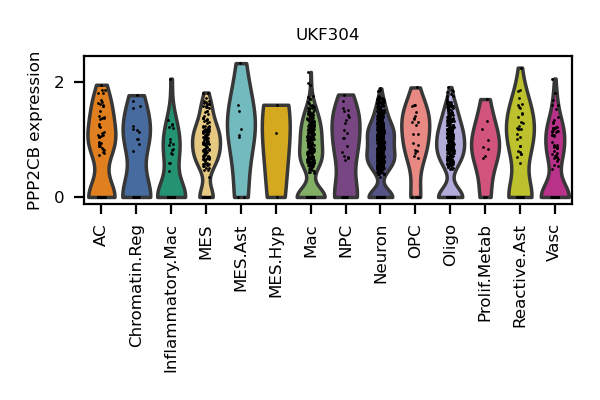 UKF304
PPP2CB expression
2
0
AC
Chromatin.Reg
Inflammatory.Mac
MES
MES.Ast
MES.Hyp
Mac
NPC
Neuron
OPC
Oligo
Prolif.Metab
Reactive.Ast
Vasc